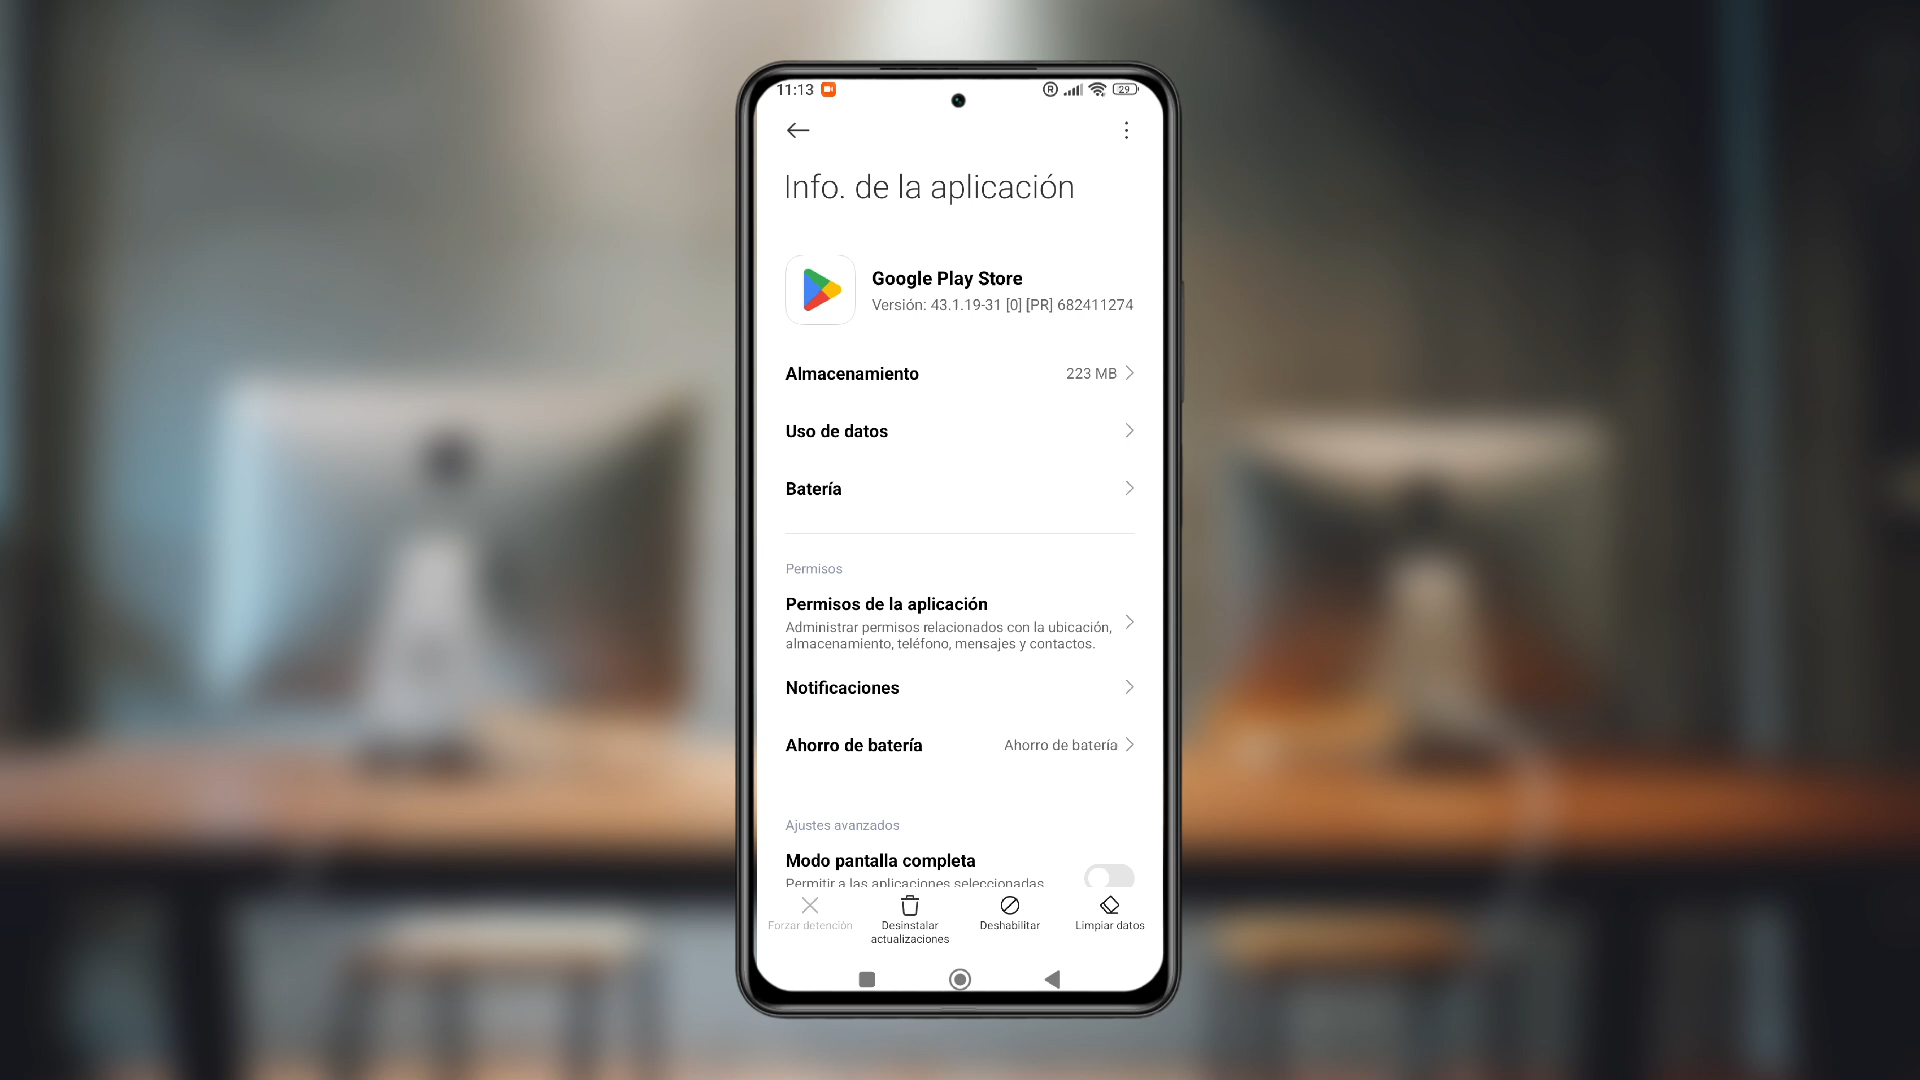 11:13
R
29
Info. de la aplicación
Google Play Store
Versión: 43.1.19-31 [0] [PR] 682411274
Almacenamiento 223 MB
Uso de datos
Batería
Permisos
Permisos de la aplicación
Administrar permisos relacionados con la ubicación,
almacenamiento, teléfono, mensajes y contactos.
Notificaciones
Ahorro de batería Ahorro de batería
Ajustes avanzados
Modo pantalla completa
Permitir a las aplicaciones seleccionadas
Forzar detención
Desinstalar
actualizaciones
Deshabilitar
Limpiar datos